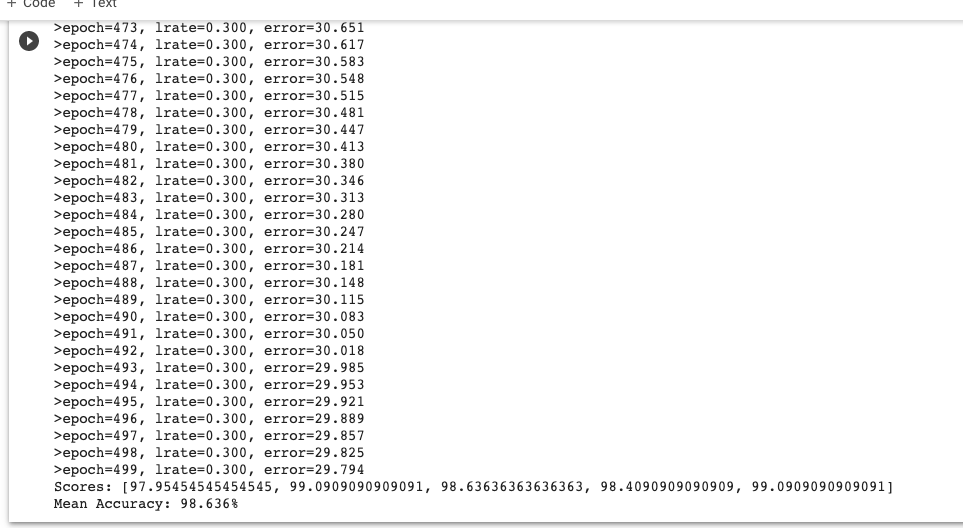 + Code + Text
>epoch=473, lrate=0.300, error=30.651
>epoch=474, lrate=0.300, error=30.617
>epoch=475, lrate=0.300, error=30.583
>epoch=476, lrate=0.300, error=30.548
>epoch=477, lrate=0.300, error=30.515
>epoch=478, lrate=0.300, error=30.481
>epoch=479, lrate=0.300, error=30.447
>epoch=480, lrate=0.300, error=30.413
>epoch=481, lrate=0.300, error=30.380
>epoch=482, lrate=0.300, error=30.346
>epoch=483, lrate=0.300, error=30.313
>epoch=484, lrate=0.300, error=30.280
>epoch=485, lrate=0.300, error=30.247
>epoch=486, lrate=0.300, error=30.214
>epoch=487, lrate=0.300, error=30.181
>epoch=488, lrate=0.300, error=30.148
>epoch=489, lrate=0.300, error=30.115
>epoch=490, lrate=0.300, error=30.083
>epoch=491, lrate=0.300, error=30.050
>epoch=492, lrate=0.300, error=30.018
>epoch=493, lrate=0.300, error=29.985
>epoch=494, lrate=0.300, error=29.953
>epoch=495, lrate=0.300, error=29.921
>epoch=496, lrate=0.300, error=29.889
>epoch=497, lrate=0.300, error=29.857
>epoch=498, lrate=0.300, error=29.825
>epoch=499, lrate=0.300, error=29.794
Scores: [97.95454545454545, 99.0909090909091, 98.63636363636363, 98.4090909090909, 99.0909090909091]
Mean Accuracy: 98.636%